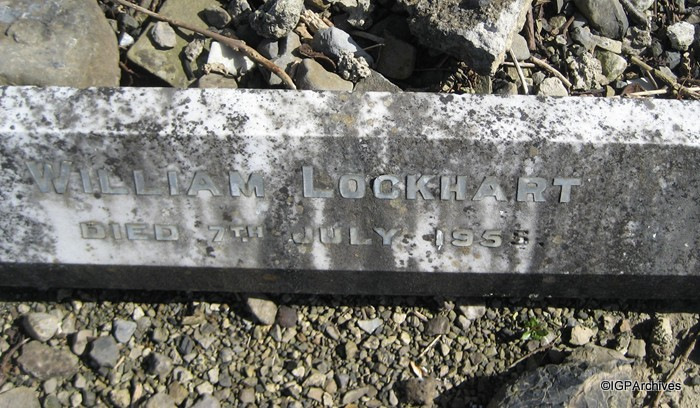 WILLIAM LOCKHART
DIED 7TH JULY 1955
©IGPArchives